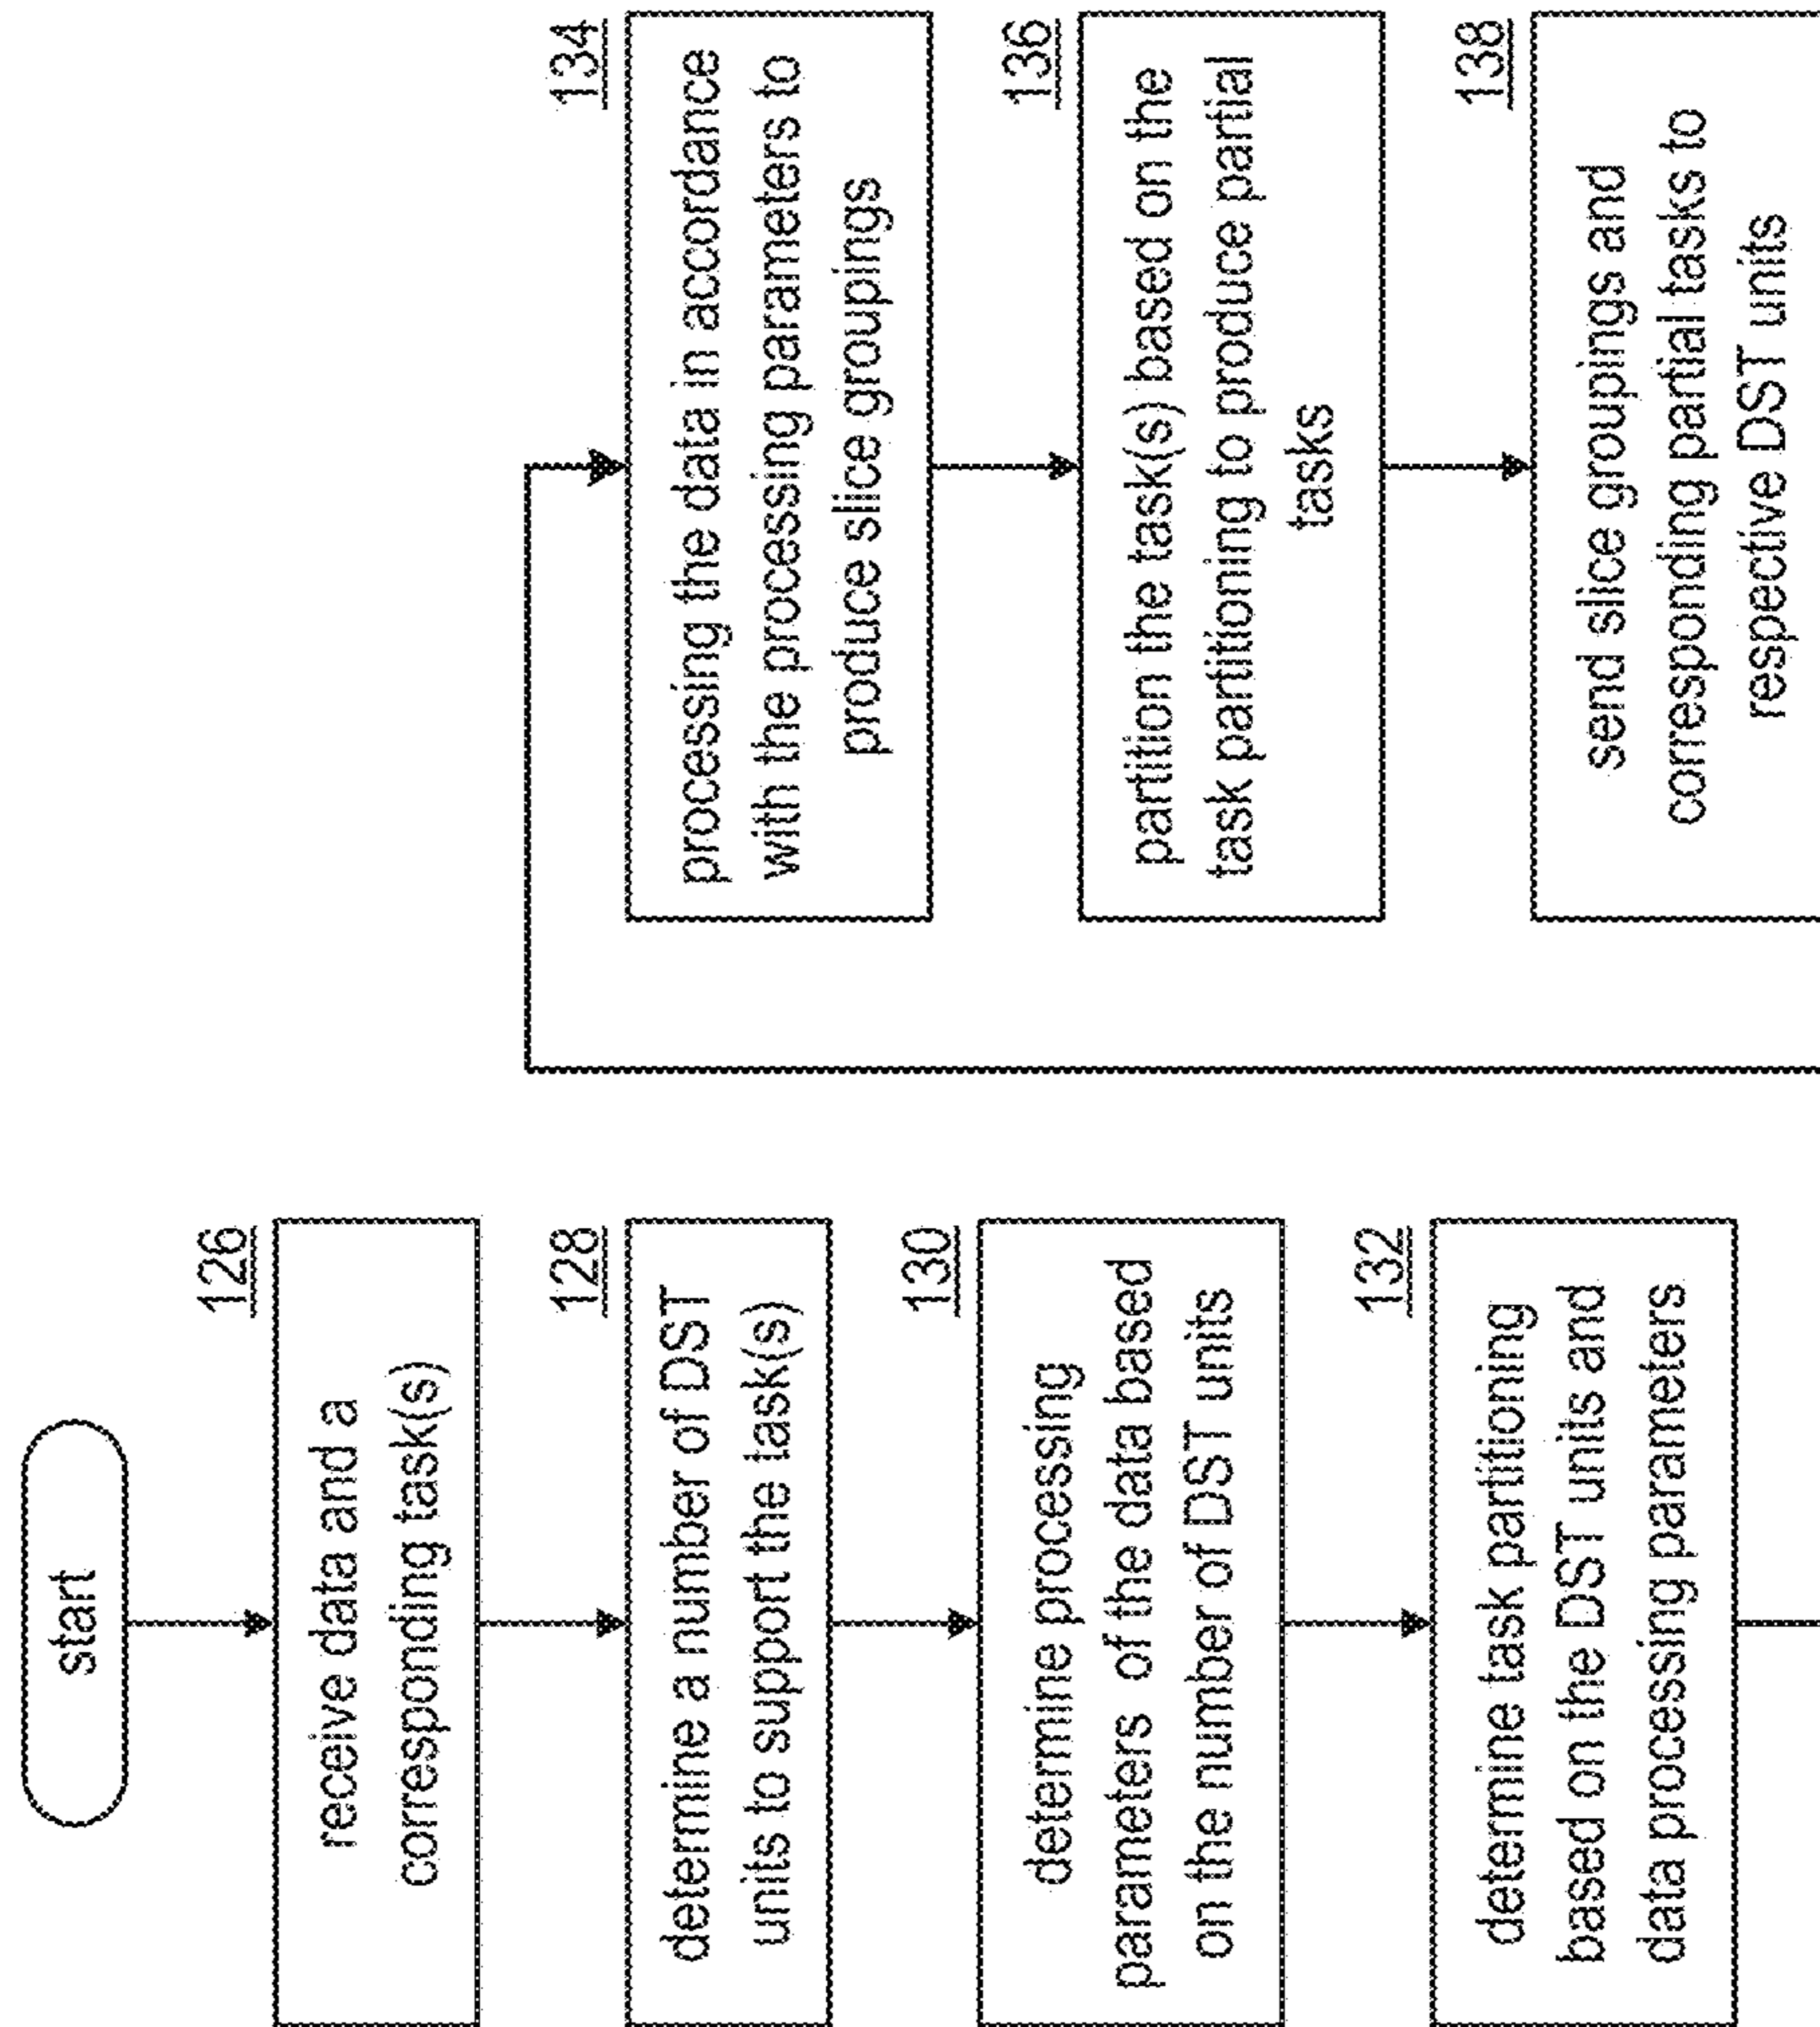 start
126
receive data and a
corresponding task(s)
128
determine a number of DST
units to support the task(s)
130
determine processing
parameters of the data based
on the number of DST units
132
determine task partitioning
based on the DST units and
data processing parameters
134
processing the data in accordance
with the processing parameters to
produce slice groupings
136
partition the task(s) based on the
task partitioning to produce partial
tasks
138
send slice groupings and
corresponding partial tasks to
respective DST units